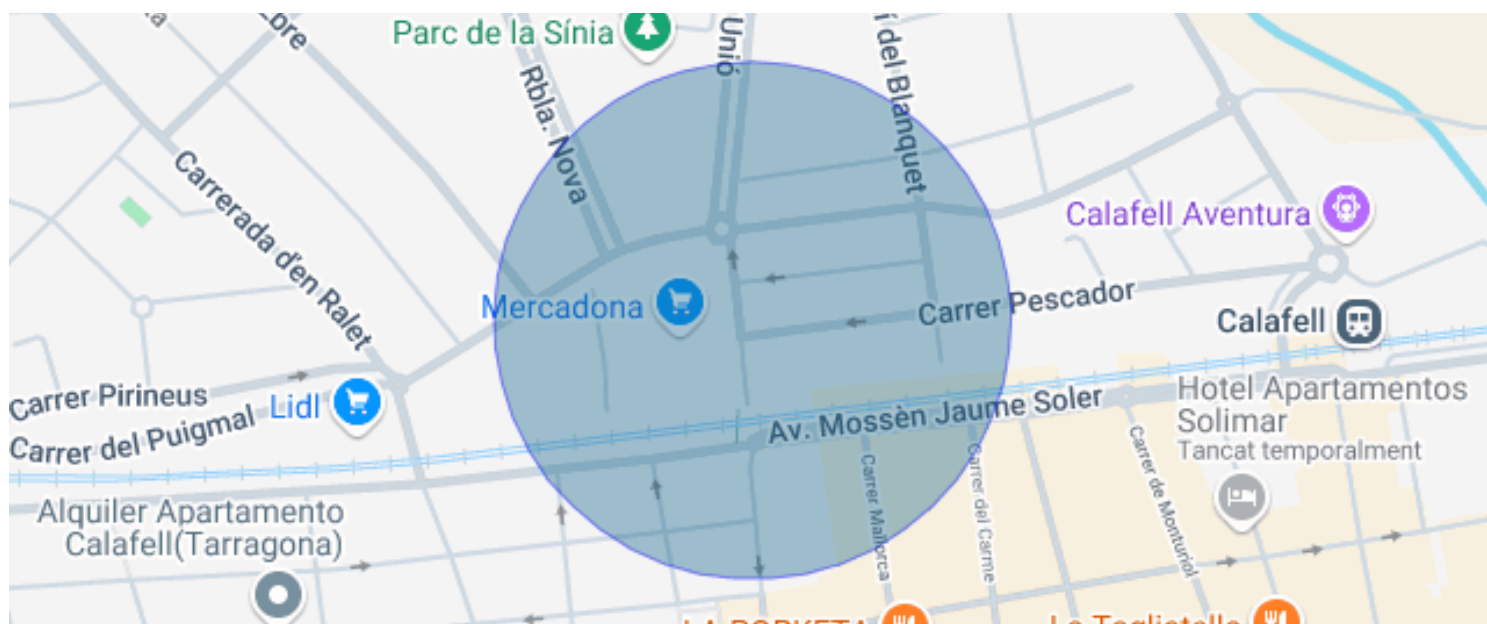 Ebre
Parc de la Sínia
Unió
Rbla. Nova
í del Blanquet
Carrerada d'en Ralet
Calafell Aventura
Mercadona
Carrer Pescador
Calafell
Carrer Pirineus
Lidl
Carrer del Puigmal
Av. Mossèn Jaume Soler
Hotel Apartamentos
Solimar
Tancat temporalment
Carrer Mallorca
Carrer del Carme
Carrer de Monturiol
Alquiler Apartamento
Calafell(Tarragona)